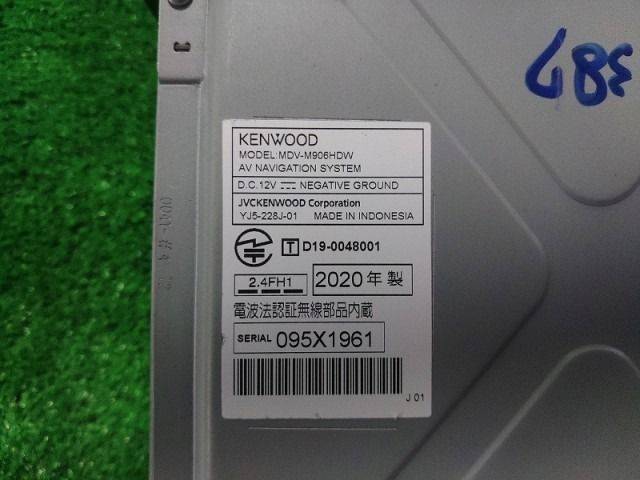 KENWOOD
MODEL:MDV-M906HDW
AV NAVIGATION SYSTEM
D.C.12V ⎓ NEGATIVE GROUND
JVCKENWOOD Corporation
YJ5-228J-01 MADE IN INDONESIA
T D19-0048001
2.4FH1 2020年製
電波法認証無線部品内蔵
SERIAL 095X1961
J 01